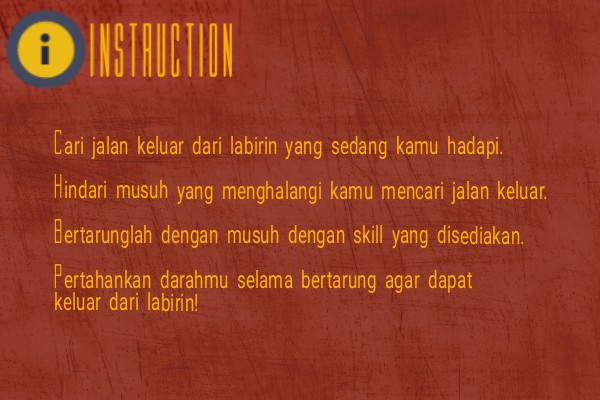 i INSTRUCTION
Cari jalan keluar dari labirin yang sedang kamu hadapi.
Hindari musuh yang menghalangi kamu mencari jalan keluar.
Bertarunglah dengan musuh dengan skill yang disediakan.
Pertahankan darahmu selama bertarung agar dapat
keluar dari labirin!